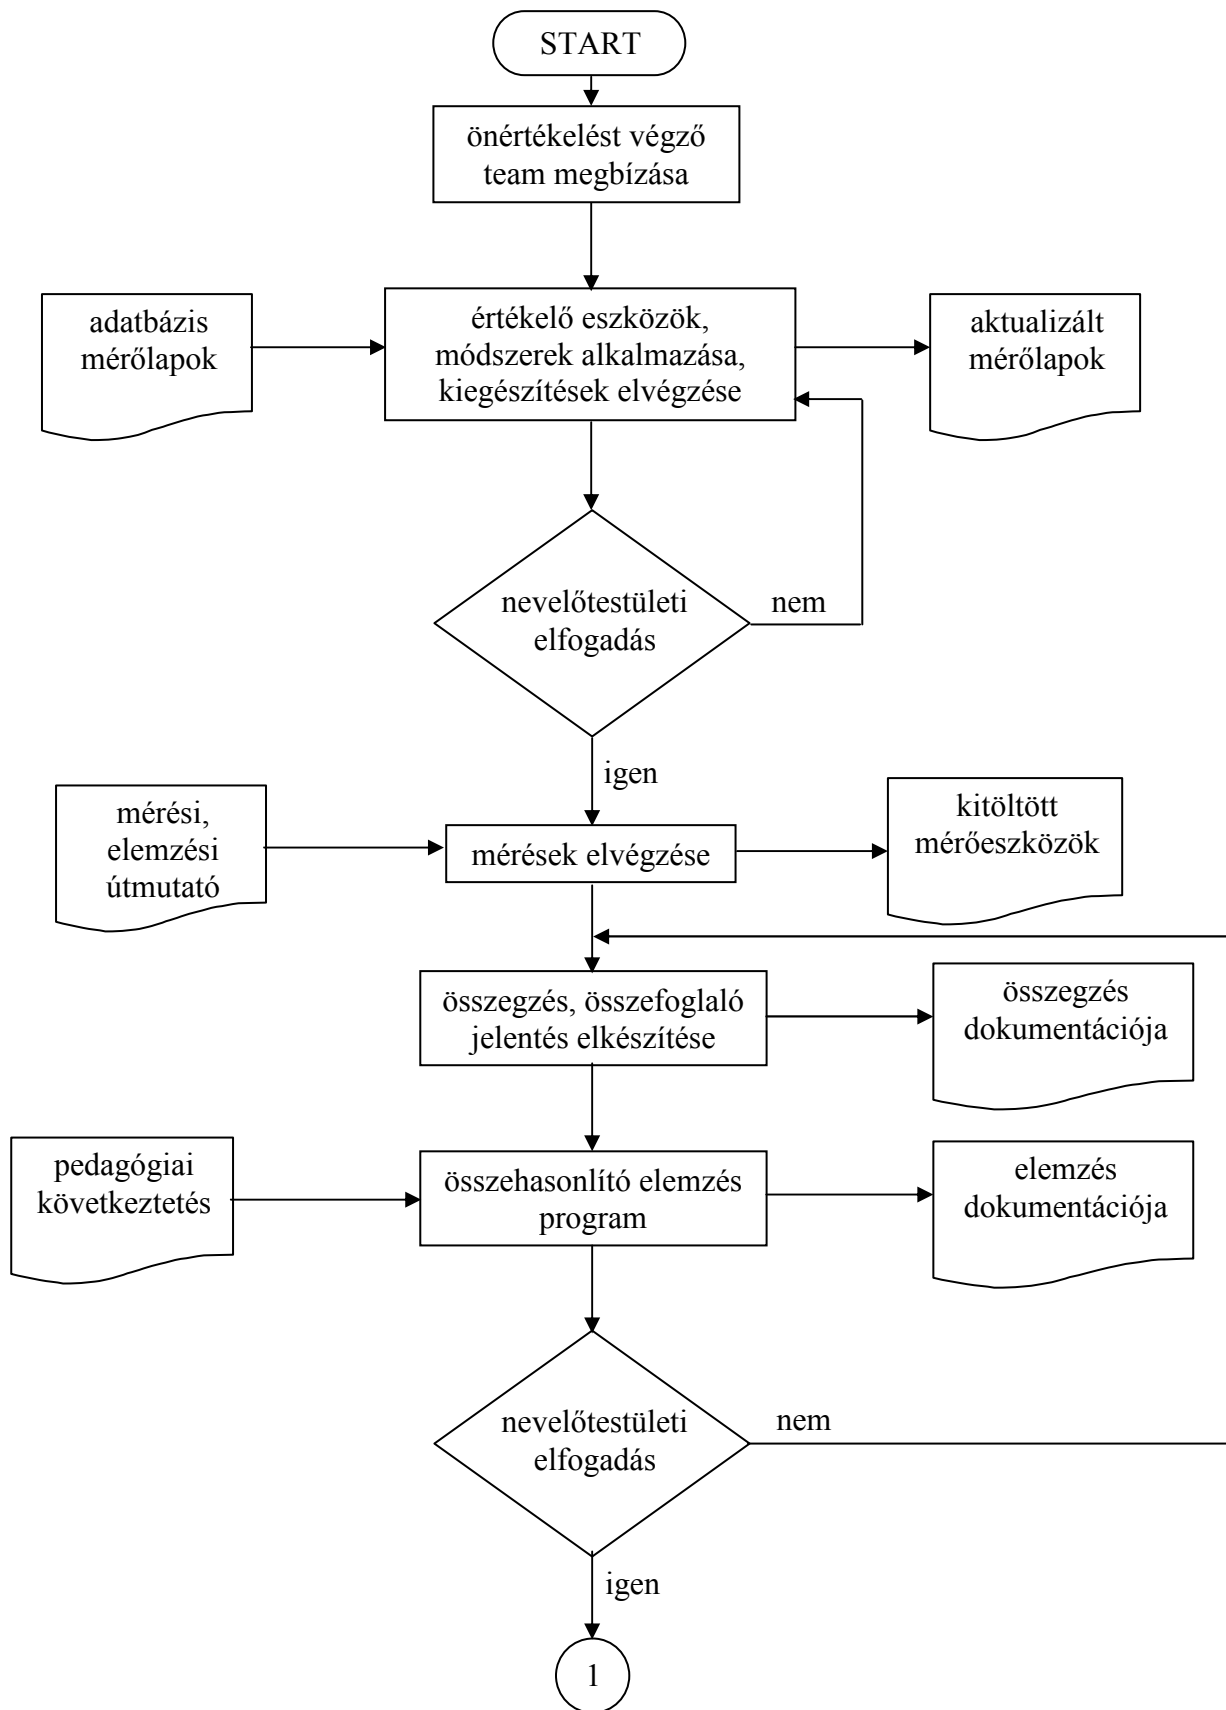 START
önértékelést végző
team megbízása
adatbázis
mérőlapok
értékelő eszközök,
módszerek alkalmazása,
kiegészítések elvégzése
aktualizált
mérőlapok
nevelőtestületi
elfogadás
nem
igen
mérési,
elemzési
útmutató
mérések elvégzése
kitöltött
mérőeszközök
összegzés, összefoglaló
jelentés elkészítése
összegzés
dokumentációja
pedagógiai
következtetés
összehasonlító elemzés
program
elemzés
dokumentációja
nevelőtestületi
elfogadás
nem
igen
1